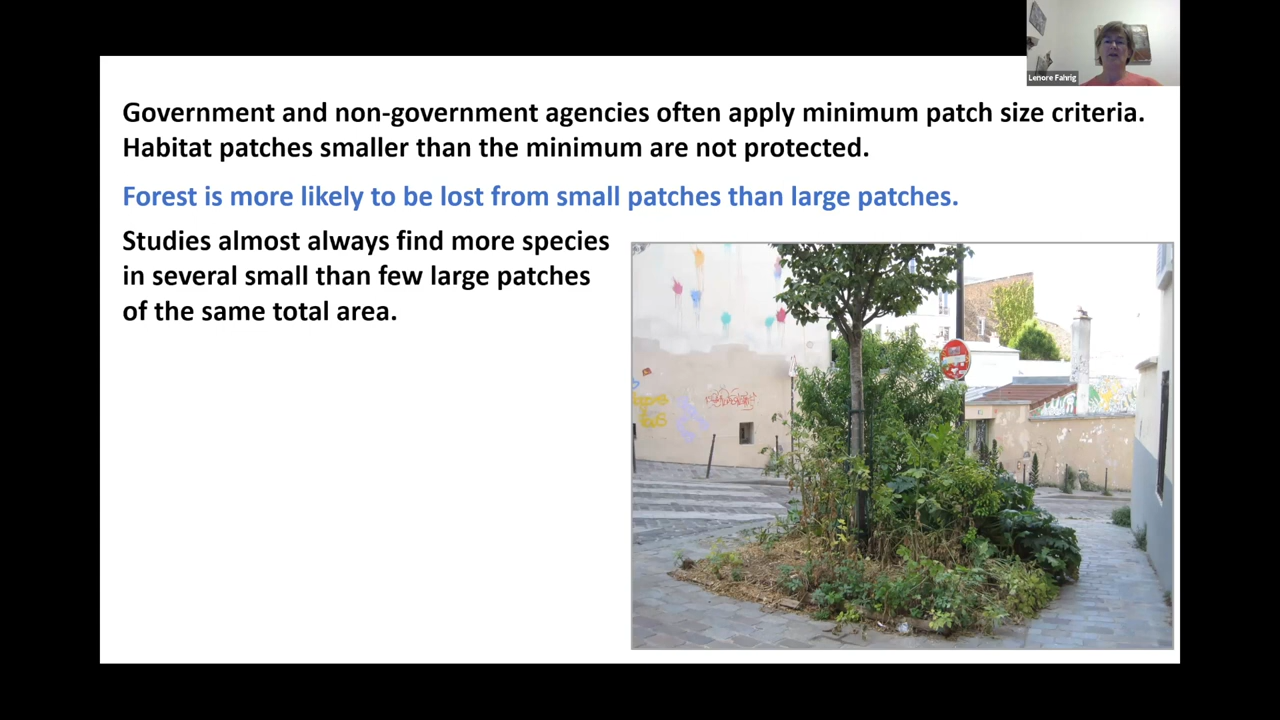 Lenore Fahrig
Government and non-government agencies often apply minimum patch size criteria.
Habitat patches smaller than the minimum are not protected.
Forest is more likely to be lost from small patches than large patches.
Studies almost always find more species
in several small than few large patches
of the same total area.